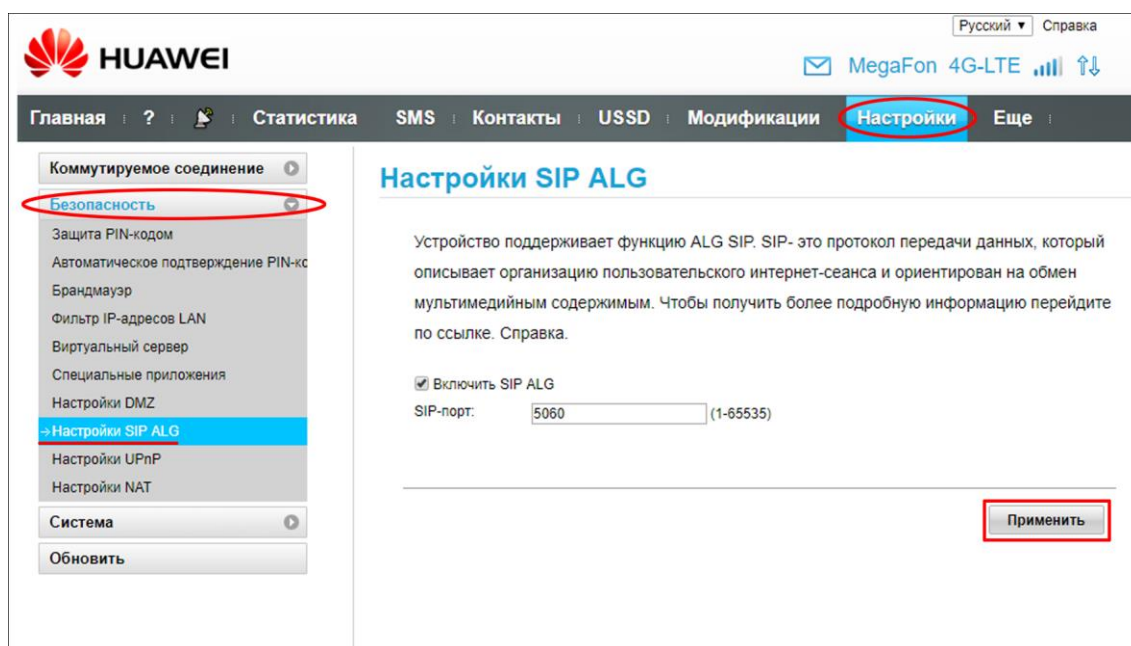 Русский ▼ Справка
HUAWEI
MegaFon 4G-LTE
Главная ? Статистика SMS Контакты USSD Модификации Настройки Еще
Коммутируемое соединение
Безопасность
Защита PIN-кодом
Автоматическое подтверждение PIN-кс
Брандмауэр
Фильтр IP-адресов LAN
Виртуальный сервер
Специальные приложения
Настройки DMZ
→Настройки SIP ALG
Настройки UPnP
Настройки NAT
Система
Обновить
Настройки SIP ALG
Устройство поддерживает функцию ALG SIP. SIP- это протокол передачи данных, который
описывает организацию пользовательского интернет-сеанса и ориентирован на обмен
мультимедийным содержимым. Чтобы получить более подробную информацию перейдите
по ссылке. Справка.
Включить SIP ALG
SIP-порт: 5060 (1-65535)
Применить